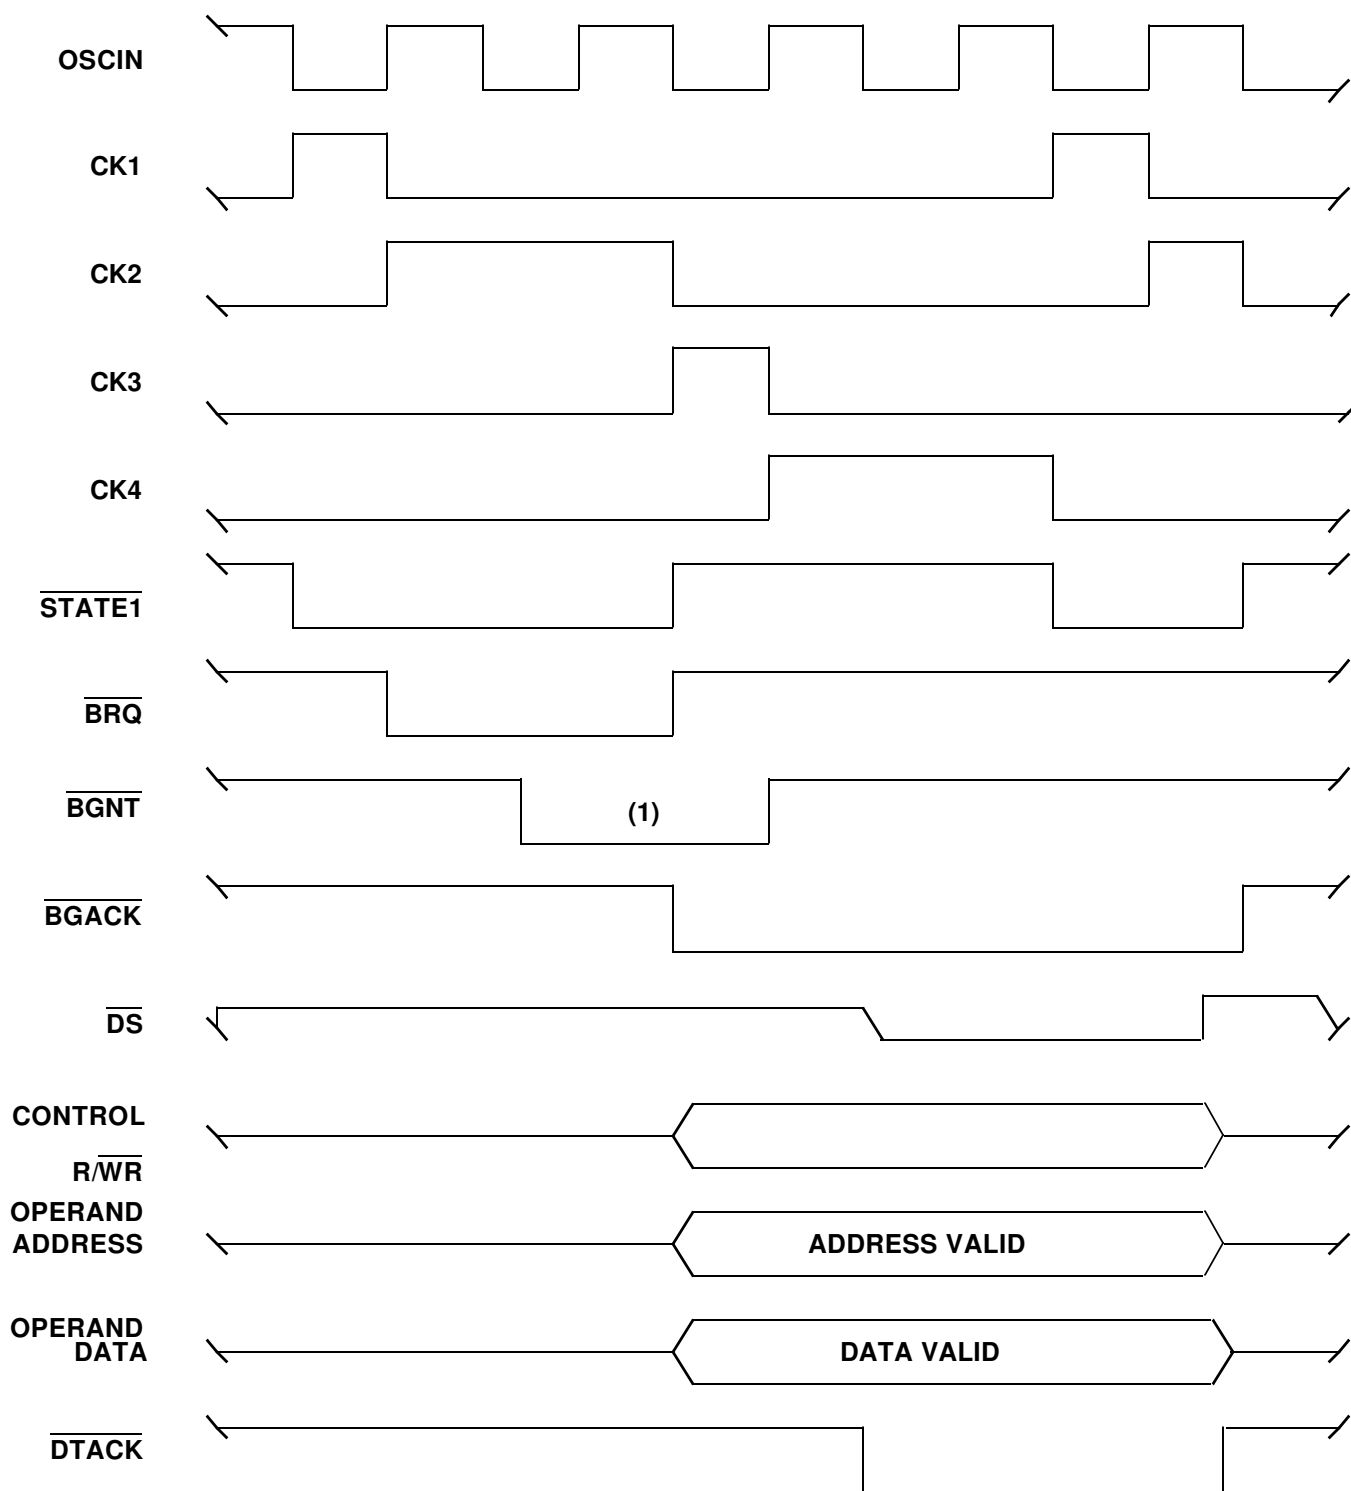 OSCIN
CK1
CK2
CK3
CK4
STATE1
BRQ
BGNT
(1)
BGACK
DS
CONTROL
R/WR
OPERAND
ADDRESS
ADDRESS VALID
OPERAND
DATA
DATA VALID
DTACK